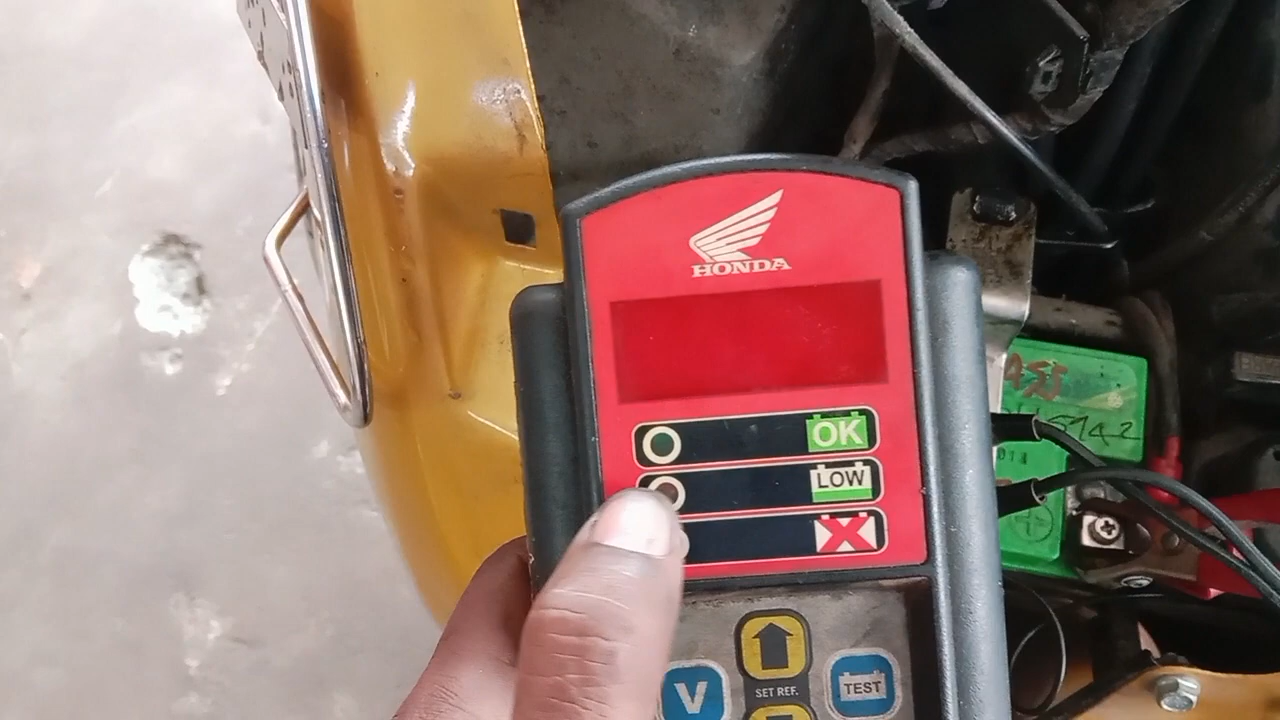 HONDA
OK
LOW
SET REF.
V
TEST